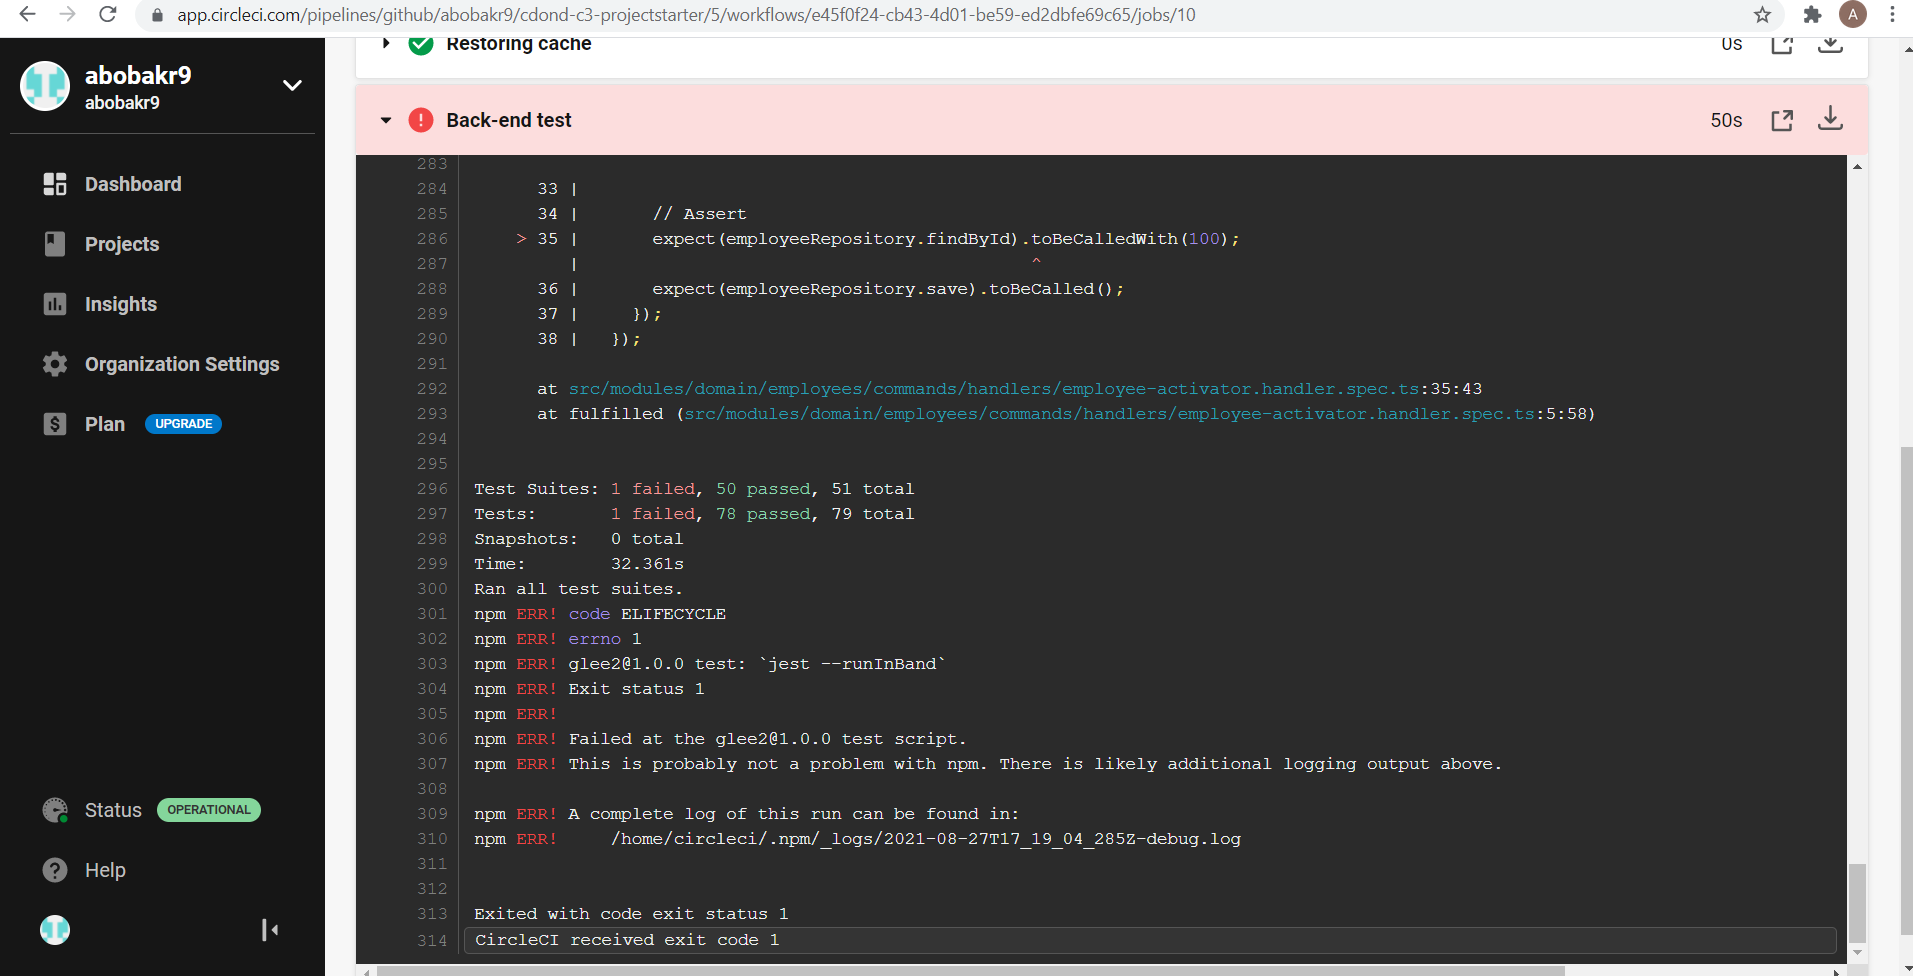 app.circleci.com/pipelines/github/abobakr9/cdond-c3-projectstarter/5/workflows/e45f0f24-cb43-4d01-be59-ed2dbfe69c65/jobs/10
A
abobakr9
abobakr9
Dashboard
Projects
Insights
Organization Settings
Plan UPGRADE
Status OPERATIONAL
Help
Restoring cache 0s
Back-end test 50s
283
284 33 |
285 34 | // Assert
286 > 35 | expect(employeeRepository.findById).toBeCalledWith(100);
287 | ^
288 36 | expect(employeeRepository.save).toBeCalled();
289 37 | });
290 38 | });
291
292 at src/modules/domain/employees/commands/handlers/employee-activator.handler.spec.ts:35:43
293 at fulfilled (src/modules/domain/employees/commands/handlers/employee-activator.handler.spec.ts:5:58)
294
295
296 Test Suites: 1 failed, 50 passed, 51 total
297 Tests: 1 failed, 78 passed, 79 total
298 Snapshots: 0 total
299 Time: 32.361s
300 Ran all test suites.
301 npm ERR! code ELIFECYCLE
302 npm ERR! errno 1
303 npm ERR! glee2@1.0.0 test: `jest --runInBand`
304 npm ERR! Exit status 1
305 npm ERR!
306 npm ERR! Failed at the glee2@1.0.0 test script.
307 npm ERR! This is probably not a problem with npm. There is likely additional logging output above.
308
309 npm ERR! A complete log of this run can be found in:
310 npm ERR! /home/circleci/.npm/_logs/2021-08-27T17_19_04_285Z-debug.log
311
312
313 Exited with code exit status 1
314 CircleCI received exit code 1